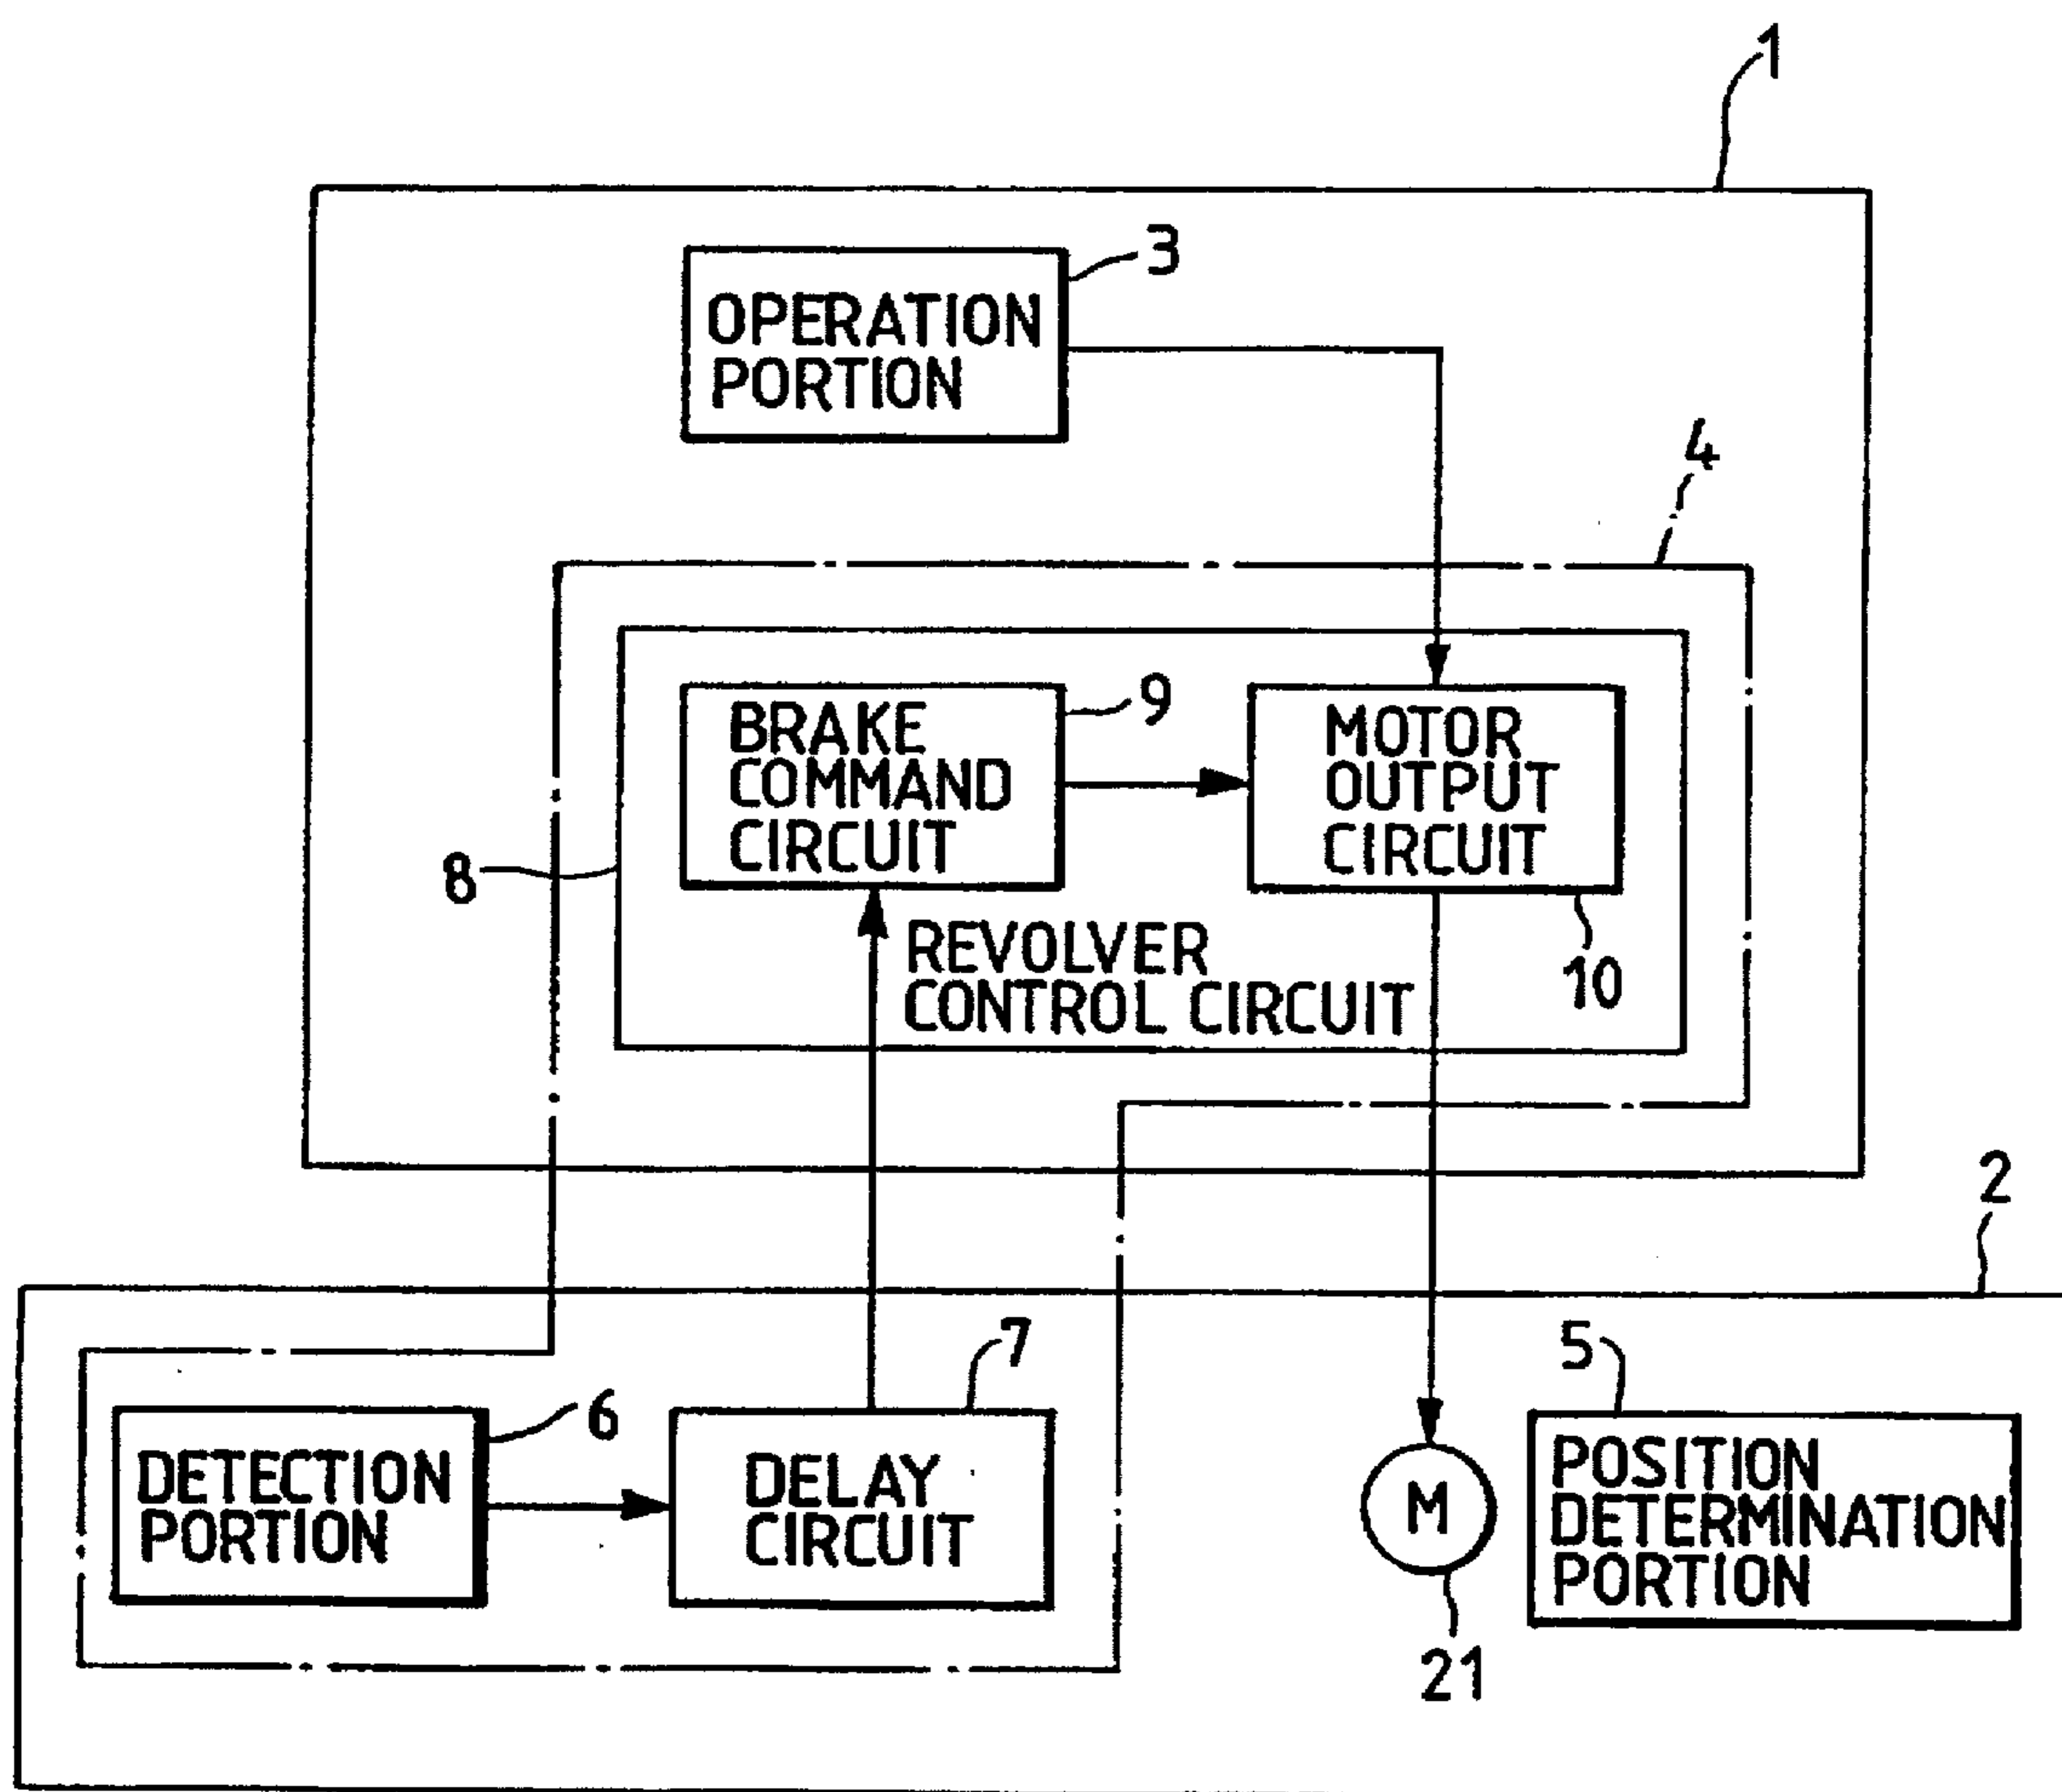 1
3
OPERATION
PORTION
4
BRAKE
COMMAND
CIRCUIT
9
MOTOR
OUTPUT
CIRCUIT
8
REVOLVER
CONTROL CIRCUIT
10
2
5
7
6
DETECTION
PORTION
DELAY
CIRCUIT
M
POSITION
DETERMINATION
PORTION
21